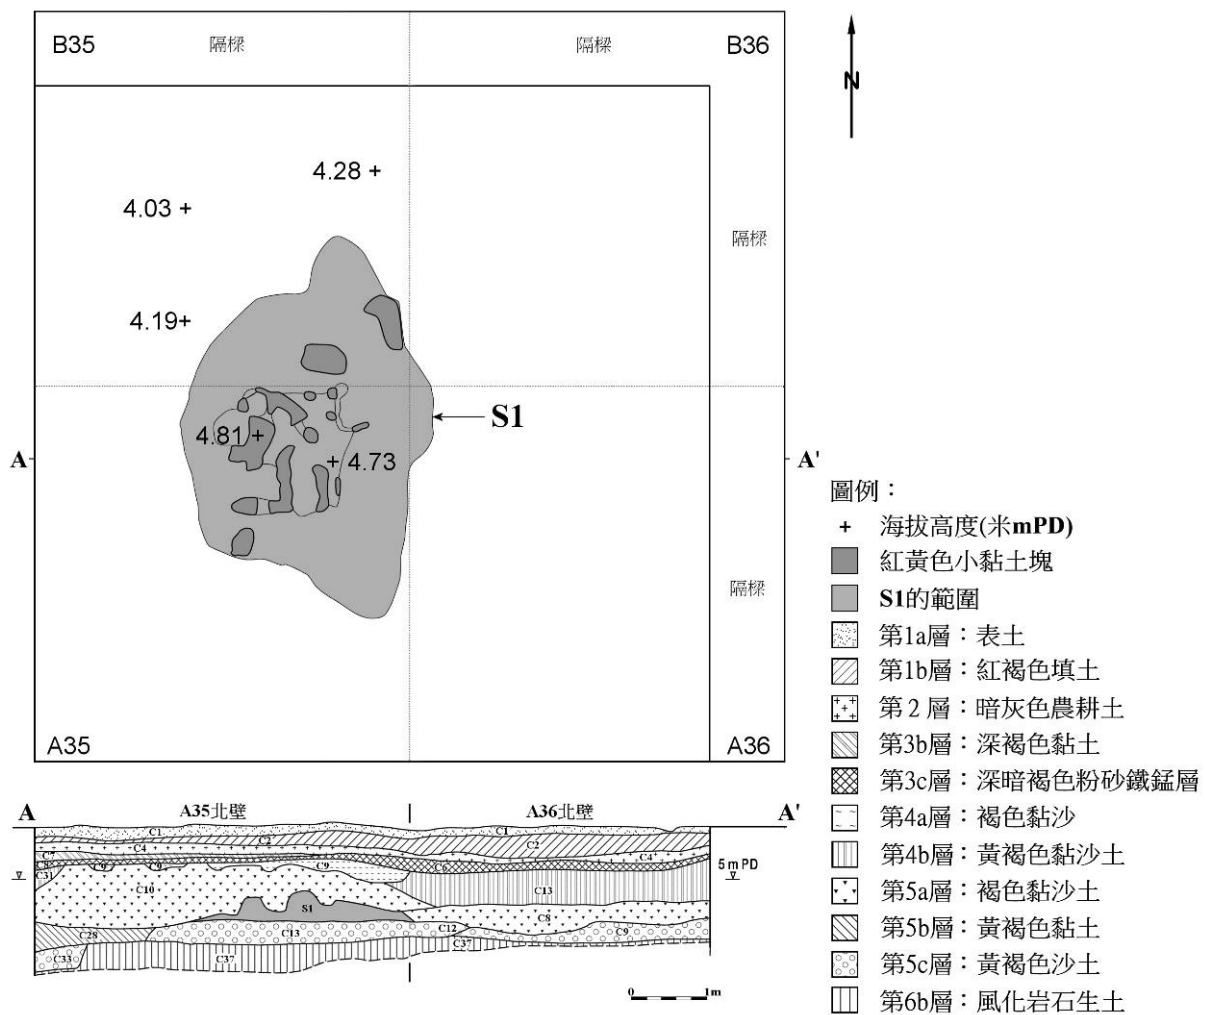 B35 隔樑 隔樑 B36
N
4.28 +
4.03 +
隔樑
4.19+
S1
4.81 +
+ 4.73
A A'
隔樑
A35 A36
圖例：
+ 海拔高度(米mPD)
紅黃色小黏土塊
S1的範圍
第1a層：表土
第1b層：紅褐色填土
第2層：暗灰色農耕土
第3b層：深褐色黏土
第3c層：深暗褐色粉砂鐵錳層
第4a層：褐色黏沙
第4b層：黃褐色黏沙土
第5a層：褐色黏沙土
第5b層：黃褐色黏土
第5c層：黃褐色沙土
第6b層：風化岩石生土
A A35北壁 A36北壁 A'
C1 C1
C2 C2
C4 C4
C7 C9 C9 C9 C6 5 m PD
C31 C10 C13
S1 C8
C28 C13 C12 C9
C33 C37 C37
0 1m